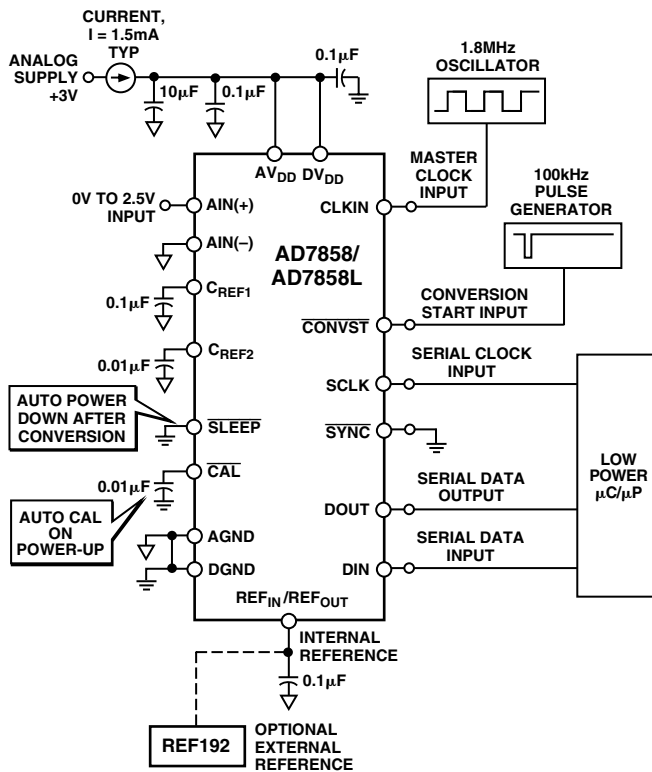 CURRENT,
I = 1.5mA
TYP
ANALOG
SUPPLY
+3V
10µF
0.1µF
0.1µF
1.8MHz
OSCILLATOR
AVDD
DVDD
MASTER
CLOCK
INPUT
100kHz
PULSE
GENERATOR
0V TO 2.5V
INPUT
AIN(+)
CLKIN
AIN(–)
AD7858/
AD7858L
CREF1
0.1µF
CONVST
CONVERSION
START INPUT
CREF2
0.01µF
SCLK
SERIAL CLOCK
INPUT
AUTO POWER
DOWN AFTER
CONVERSION
SLEEP
SYNC
LOW
POWER
µC/µP
CAL
0.01µF
DOUT
SERIAL DATA
OUTPUT
AUTO CAL
ON
POWER-UP
AGND
DGND
DIN
SERIAL DATA
INPUT
REFIN/REFOUT
INTERNAL
REFERENCE
0.1µF
REF192
OPTIONAL
EXTERNAL
REFERENCE